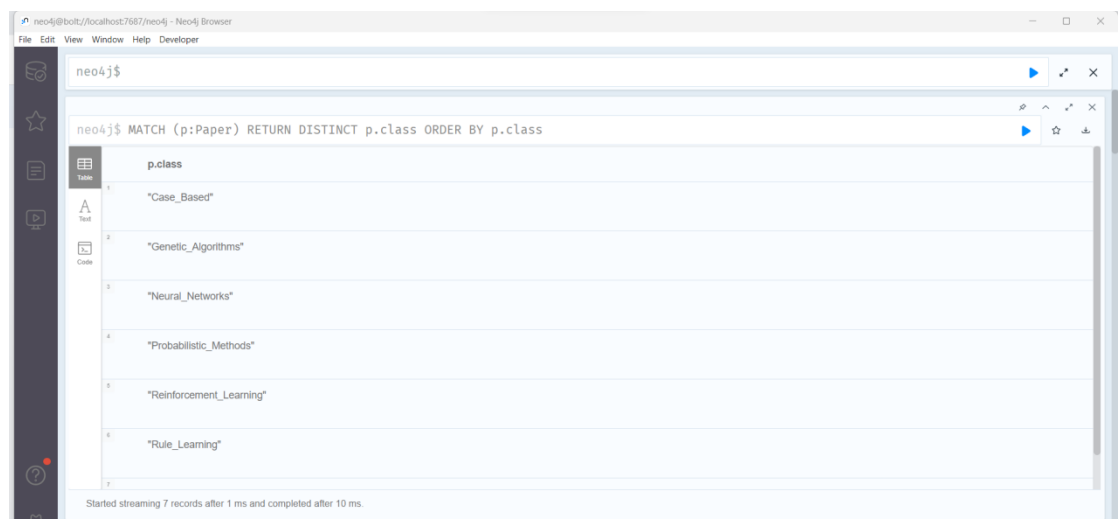 neo4j@bolt://localhost:7687/neo4j - Neo4j Browser
File Edit View Window Help Developer
neo4j$
neo4j$ MATCH (p:Paper) RETURN DISTINCT p.class ORDER BY p.class
Table
Text
Code
p.class
1
"Case_Based"
2
"Genetic_Algorithms"
3
"Neural_Networks"
4
"Probabilistic_Methods"
5
"Reinforcement_Learning"
6
"Rule_Learning"
7
Started streaming 7 records after 1 ms and completed after 10 ms.